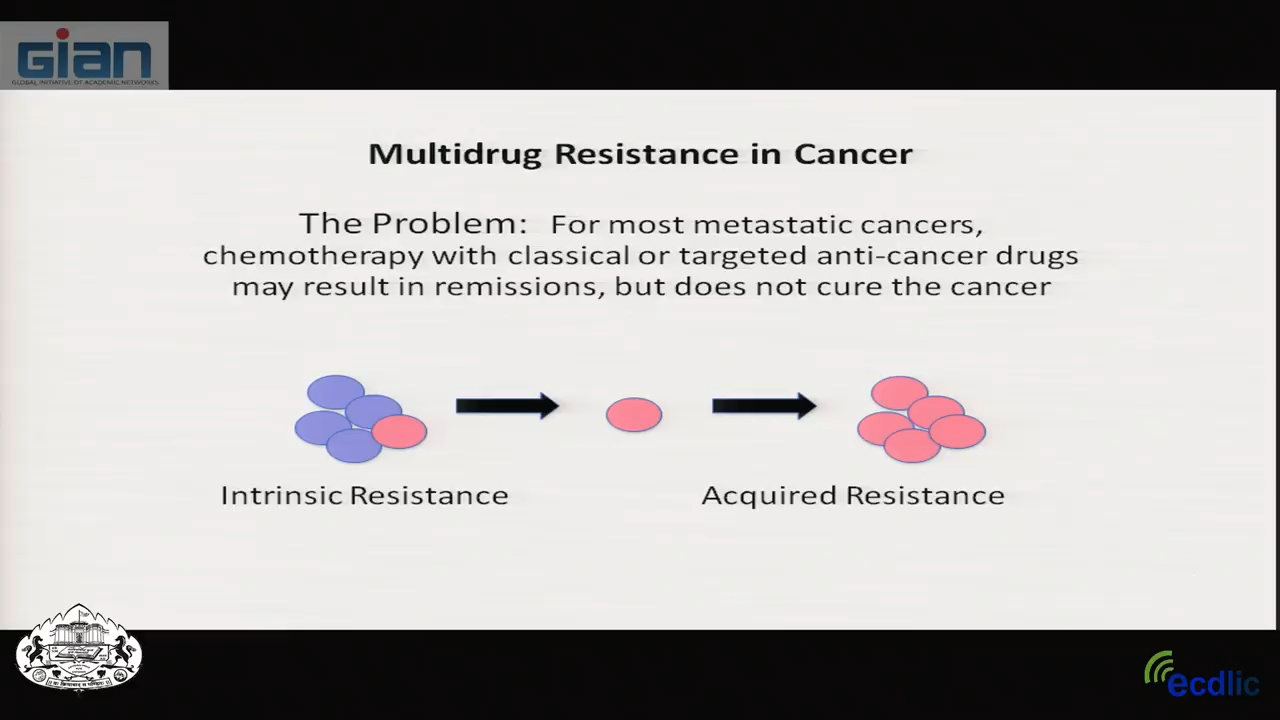 GIAN
GLOBAL INITIATIVE OF ACADEMIC NETWORKS
Multidrug Resistance in Cancer
The Problem: For most metastatic cancers,
chemotherapy with classical or targeted anti-cancer drugs
may result in remissions, but does not cure the cancer
Intrinsic Resistance
Acquired Resistance
ecdlic